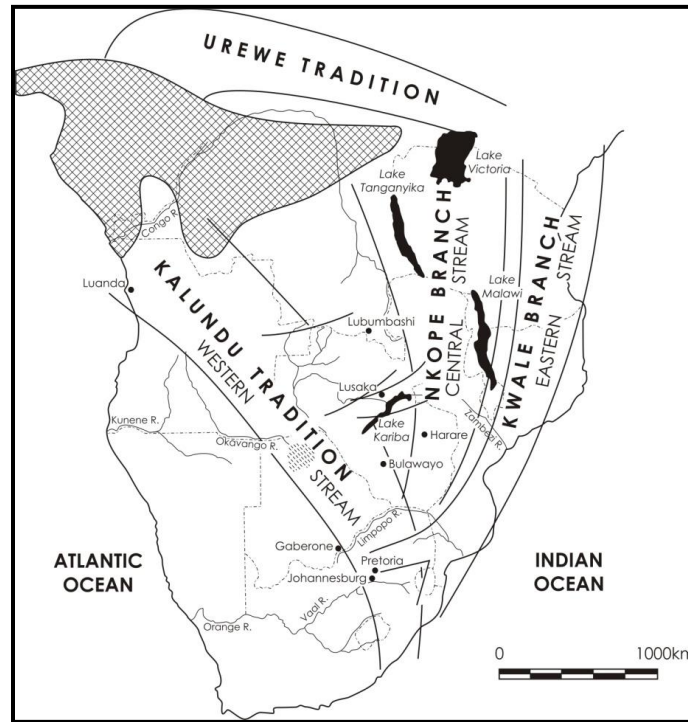 UREWE TRADITION
Lake
Victoria
Lake
Tanganyika
Congo R.
Luanda
KALUNDU TRADITION
WESTERN
STREAM
NKOPE BRANCH
CENTRAL
STREAM
KWALE BRANCH
EASTERN
STREAM
Lake
Malawi
Lubumbashi
Lusaka
Lake
Kariba
Zambezi R.
Harare
Kunene R.
Okavango R.
Bulawayo
Limpopo R.
Gaberone
Pretoria
Johannesburg
ATLANTIC
OCEAN
INDIAN
OCEAN
Vaal R.
Orange R.
0 1000km